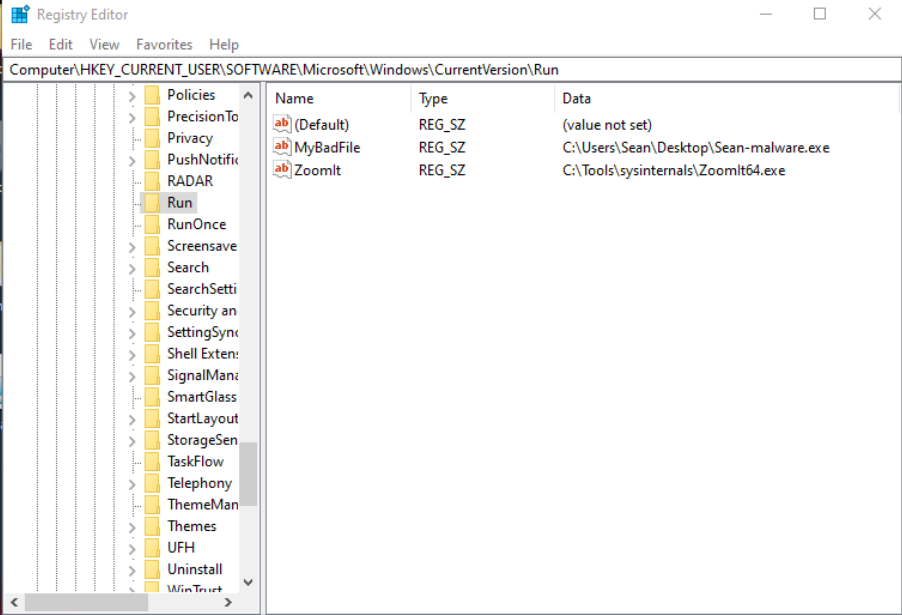 Registry Editor
File Edit View Favorites Help
Computer\HKEY_CURRENT_USER\SOFTWARE\Microsoft\Windows\CurrentVersion\Run
Policies
PrecisionTo
Privacy
PushNotific
RADAR
Run
RunOnce
Screensave
Search
SearchSetti
Security an
SettingSync
Shell Extens
SignalMana
SmartGlass
StartLayout
StorageSen
TaskFlow
Telephony
ThemeMan
Themes
UFH
Uninstall
WinTrust
Name Type Data
ab (Default) REG_SZ (value not set)
ab MyBadFile REG_SZ C:\Users\Sean\Desktop\Sean-malware.exe
ab ZoomIt REG_SZ C:\Tools\sysinternals\ZoomIt64.exe